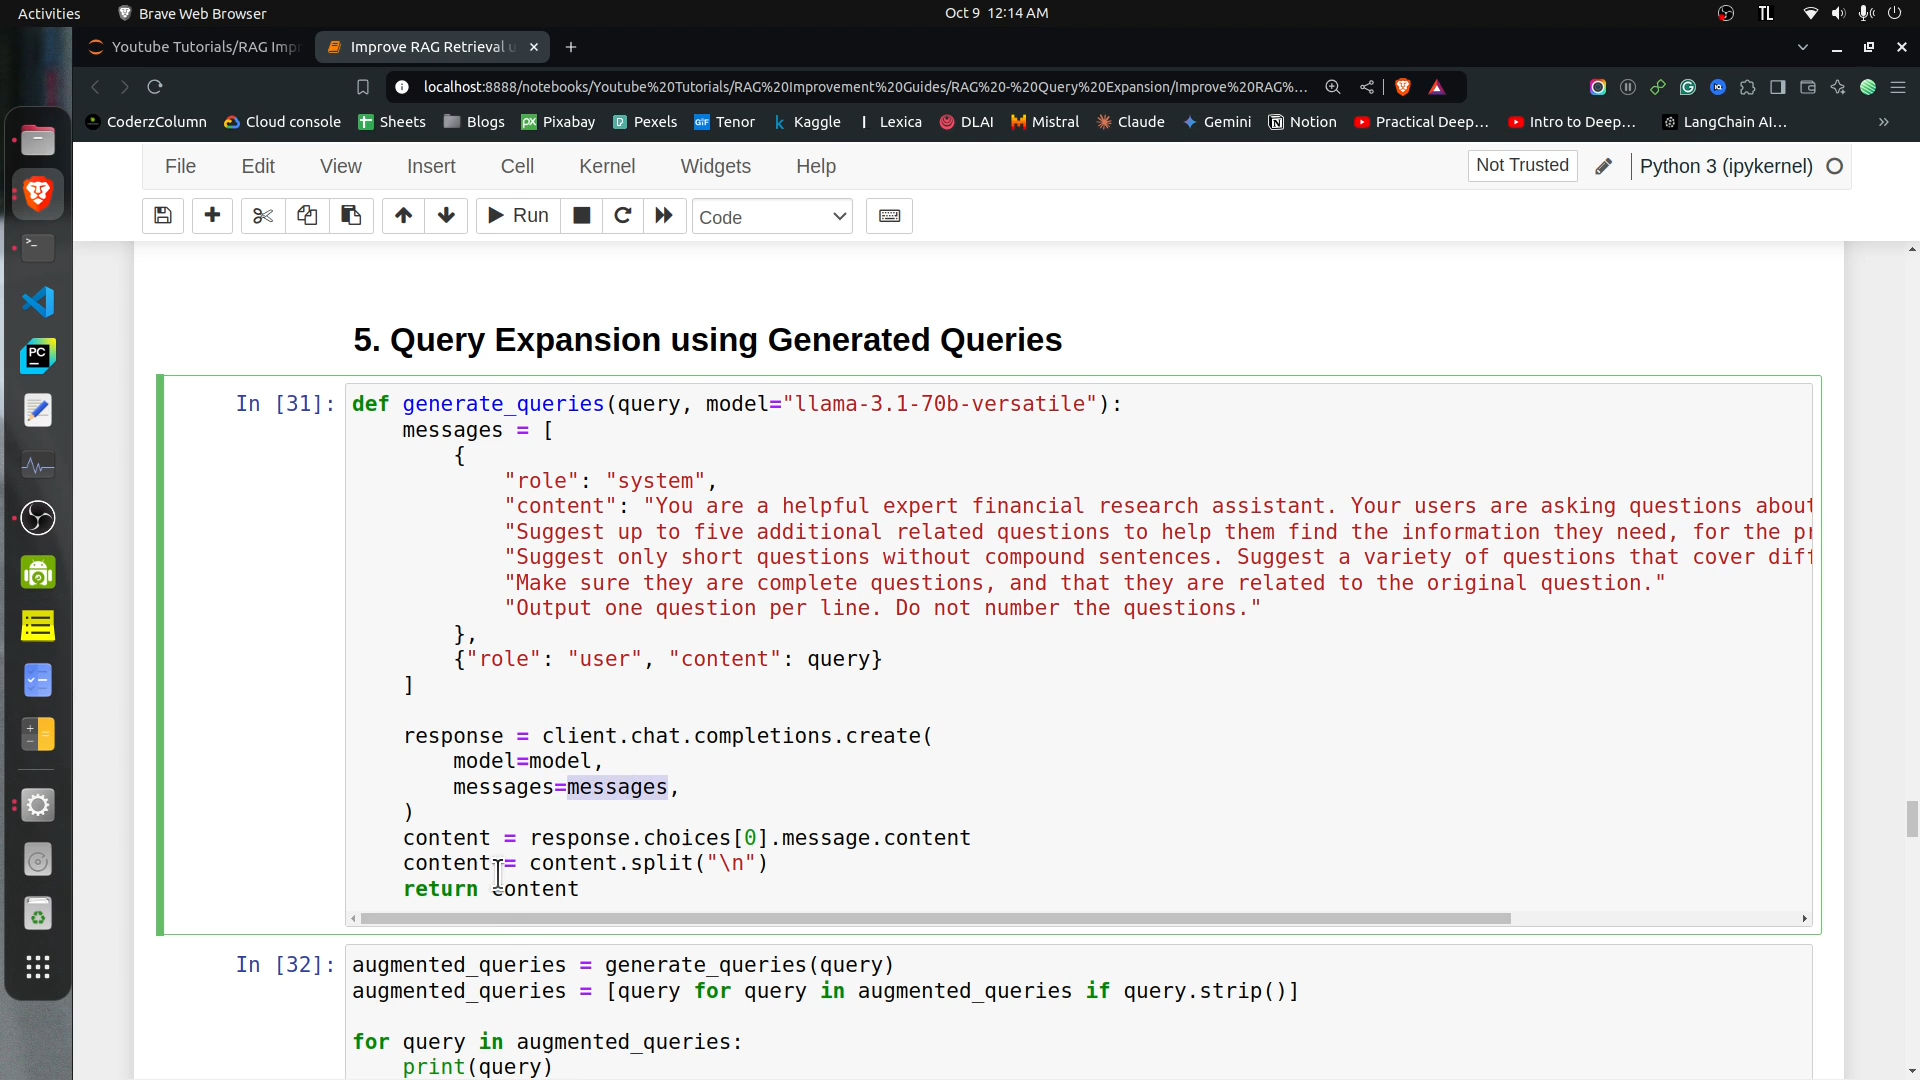 Activities
Brave Web Browser
Oct 9 12:14 AM
TL
Youtube Tutorials/RAG Imp
Improve RAG Retrieval u
localhost:8888/notebooks/Youtube%20Tutorials/RAG%20Improvement%20Guides/RAG%20-%20Query%20Expansion/Improve%20RAG%...
CoderzColumn
Cloud console
Sheets
Blogs
Pixabay
Pexels
Tenor
Kaggle
Lexica
DLAI
Mistral
Claude
Gemini
Notion
Practical Deep...
Intro to Deep...
LangChain AI...
File Edit View Insert Cell Kernel Widgets Help
Not Trusted
Python 3 (ipykernel)
Run
Code
5. Query Expansion using Generated Queries
In [31]: def generate_queries(query, model="llama-3.1-70b-versatile"):
messages = [
{
"role": "system",
"content": "You are a helpful expert financial research assistant. Your users are asking questions about
"Suggest up to five additional related questions to help them find the information they need, for the pr
"Suggest only short questions without compound sentences. Suggest a variety of questions that cover diff
"Make sure they are complete questions, and that they are related to the original question."
"Output one question per line. Do not number the questions."
},
{"role": "user", "content": query}
]
response = client.chat.completions.create(
model=model,
messages=messages,
)
content = response.choices[0].message.content
content = content.split("\n")
return content
In [32]: augmented_queries = generate_queries(query)
augmented_queries = [query for query in augmented_queries if query.strip()]
for query in augmented_queries:
print(query)